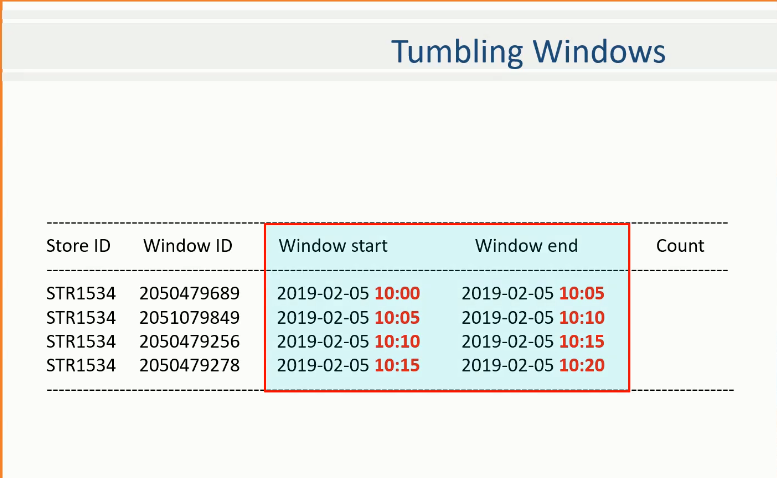 Tumbling Windows
Store ID Window ID Window start Window end Count
STR1534 2050479689 2019-02-05 10:00 2019-02-05 10:05
STR1534 2051079849 2019-02-05 10:05 2019-02-05 10:10
STR1534 2050479256 2019-02-05 10:10 2019-02-05 10:15
STR1534 2050479278 2019-02-05 10:15 2019-02-05 10:20